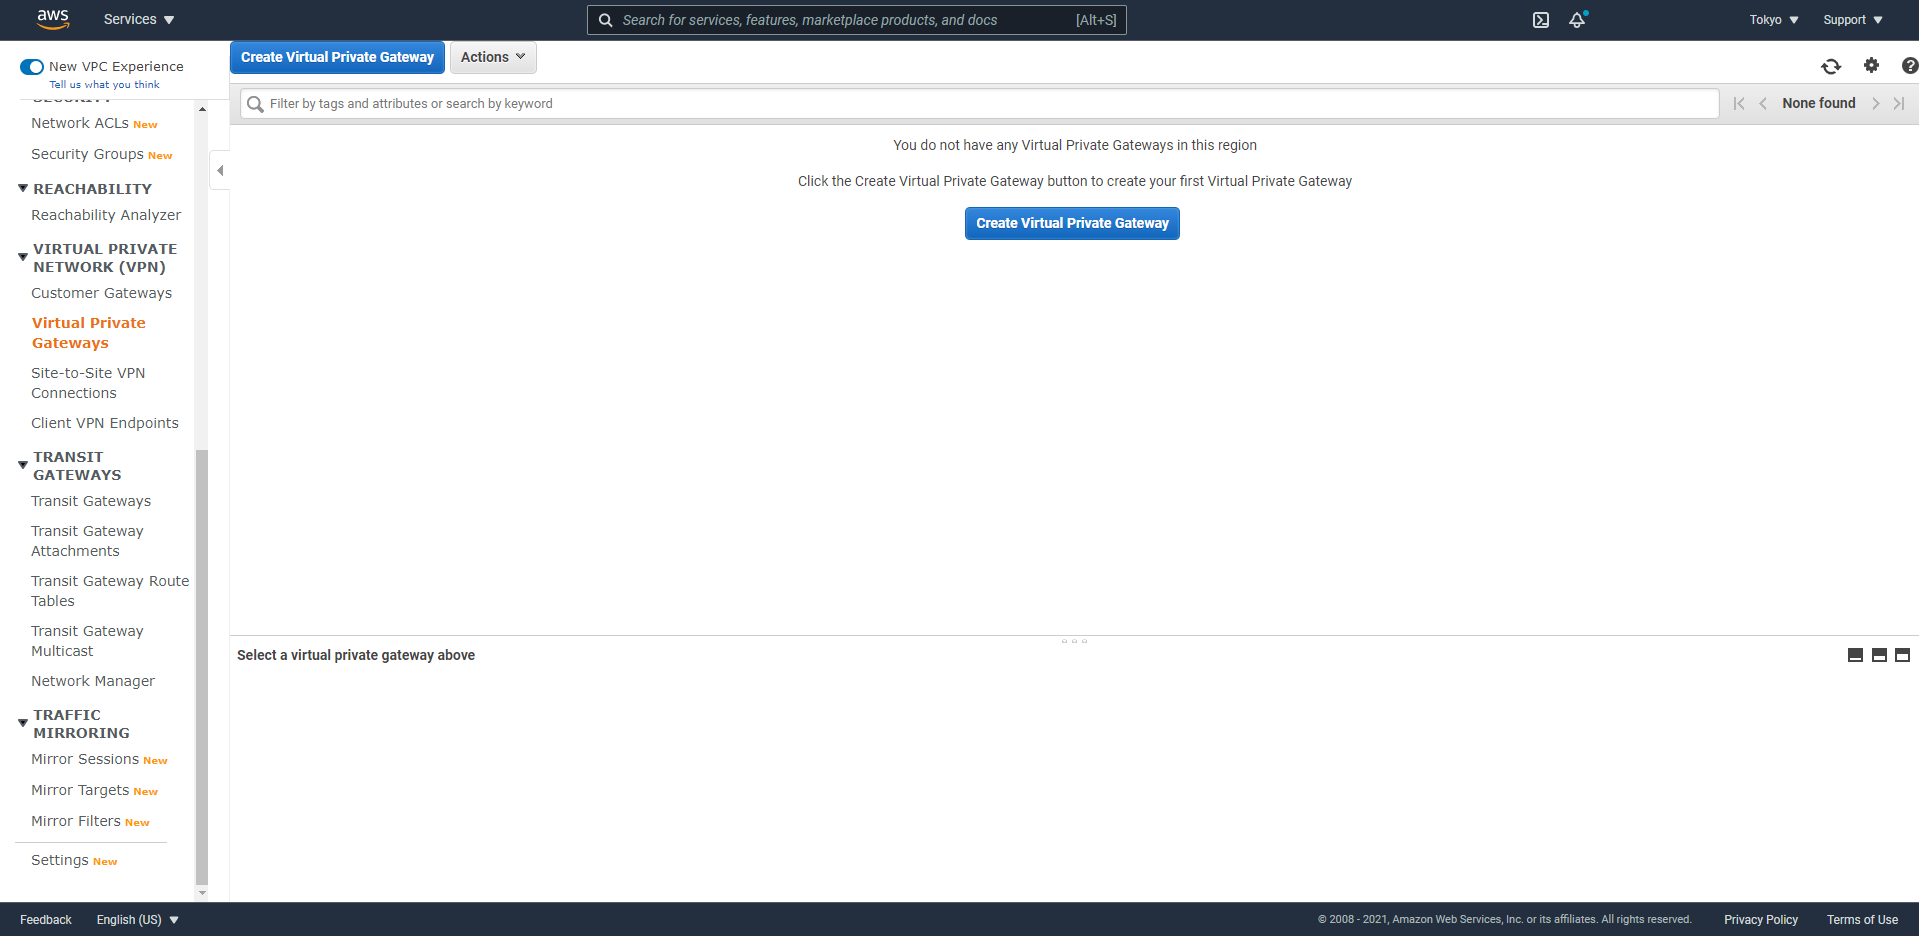 aws
Services
Search for services, features, marketplace products, and docs
[Alt+S]
Tokyo
Support
New VPC Experience
Tell us what you think
SECURITY
Network ACLs New
Security Groups New
REACHABILITY
Reachability Analyzer
VIRTUAL PRIVATE
NETWORK (VPN)
Customer Gateways
Virtual Private
Gateways
Site-to-Site VPN
Connections
Client VPN Endpoints
TRANSIT
GATEWAYS
Transit Gateways
Transit Gateway
Attachments
Transit Gateway Route
Tables
Transit Gateway
Multicast
Network Manager
TRAFFIC
MIRRORING
Mirror Sessions New
Mirror Targets New
Mirror Filters New
Settings New
Create Virtual Private Gateway
Actions
Filter by tags and attributes or search by keyword
None found
You do not have any Virtual Private Gateways in this region
Click the Create Virtual Private Gateway button to create your first Virtual Private Gateway
Create Virtual Private Gateway
Select a virtual private gateway above
Feedback
English (US)
© 2008 - 2021, Amazon Web Services, Inc. or its affiliates. All rights reserved.
Privacy Policy
Terms of Use